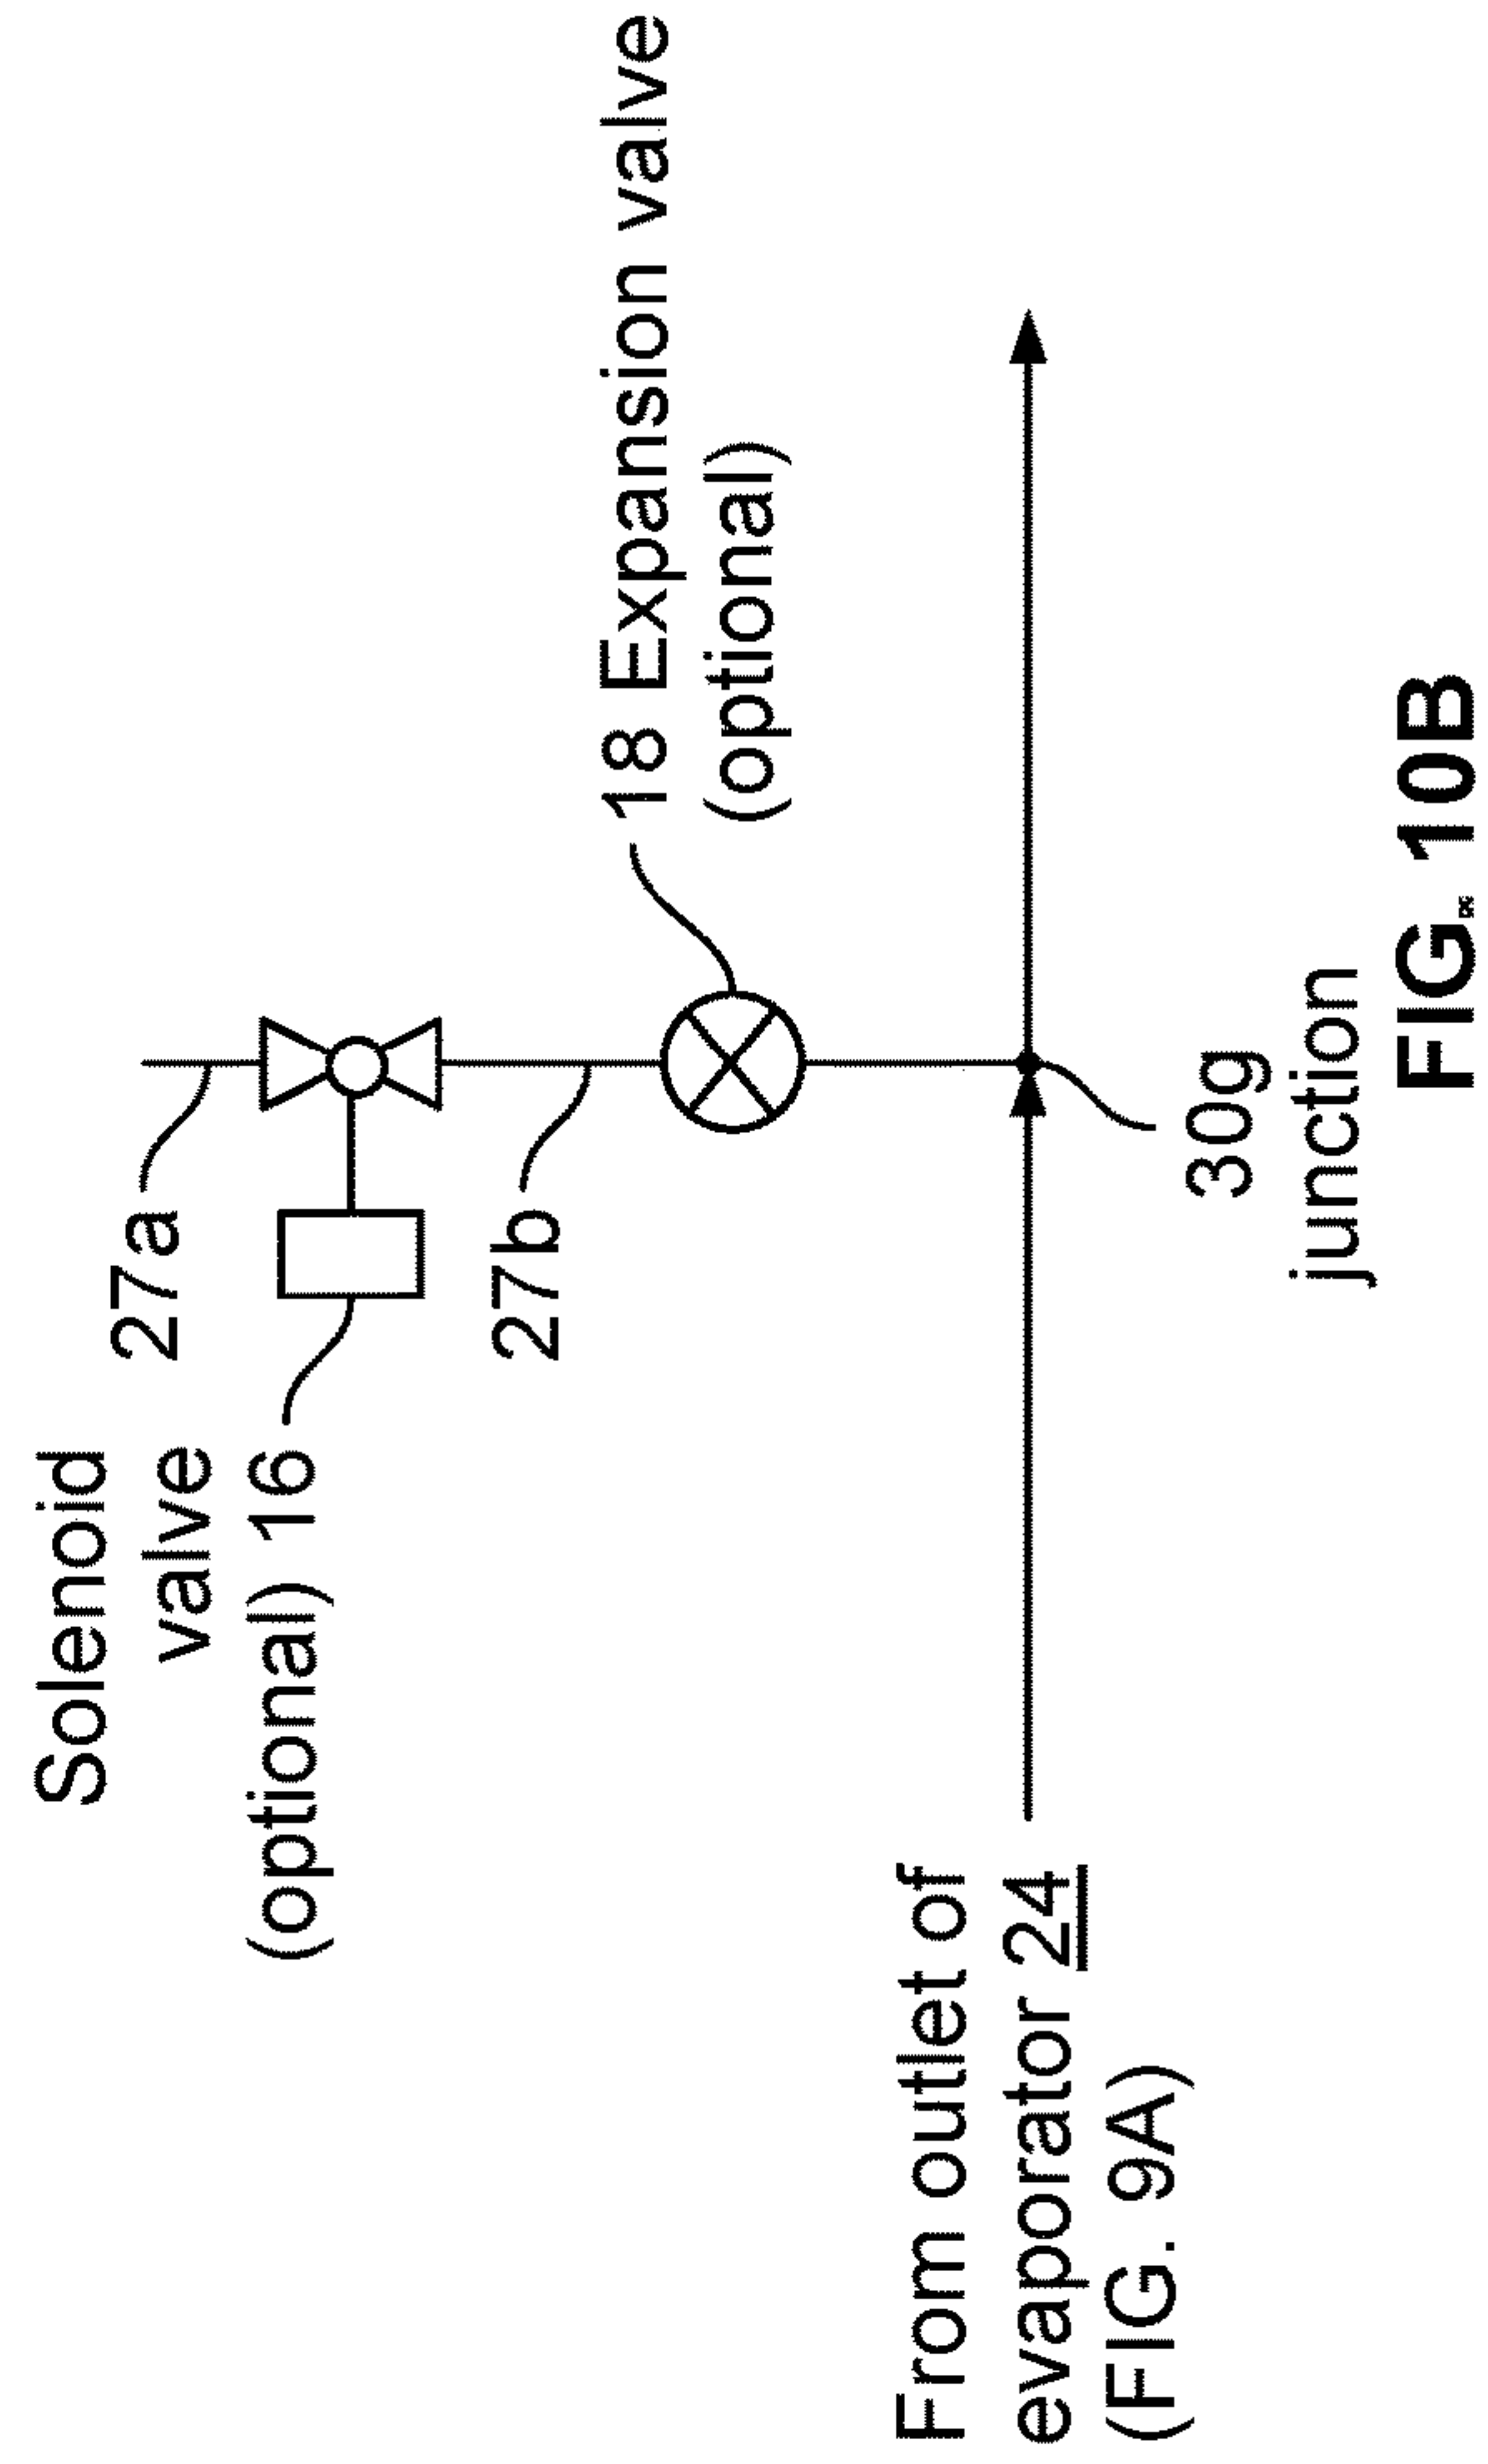 Solenoid
valve
(optional) 16
27a
27b
18 Expansion valve
(optional)
From outlet of
evaporator 24
(FIG. 9A)
30g
junction
FIG. 10B